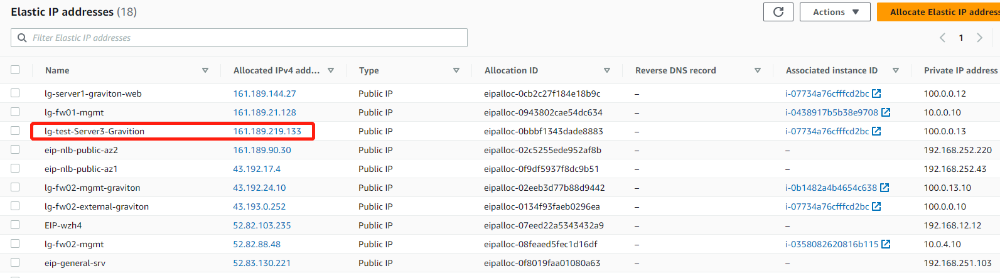 Elastic IP addresses (18)
Actions
Allocate Elastic IP address
Filter Elastic IP addresses
1
Name Allocated IPv4 add... Type Allocation ID Reverse DNS record Associated instance ID Private IP address
lg-server1-graviton-web 161.189.144.27 Public IP eipalloc-0cb2c27f184e18b9c – i-07734a76cfffcd2bc 100.0.0.12
lg-fw01-mgmt 161.189.21.128 Public IP eipalloc-0943802cae54dc634 – i-0438917b5b38e9708 10.0.0.10
lg-test-Server3-Gravition 161.189.219.133 Public IP eipalloc-0bbbf1343dade8883 – i-07734a76cfffcd2bc 100.0.0.13
eip-nlb-public-az2 161.189.90.30 Public IP eipalloc-02c5255ede952af8b – – 192.168.252.220
eip-nlb-public-az1 43.192.17.4 Public IP eipalloc-0f9df5937f8dc9b51 – – 192.168.252.43
lg-fw02-mgmt-graviton 43.192.24.10 Public IP eipalloc-02eeb3d77b88d9442 – i-0b1482a4b4654c638 100.0.13.10
lg-fw02-external-graviton 43.193.0.252 Public IP eipalloc-0134f93faeb0296ea – i-07734a76cfffcd2bc 100.0.0.10
EIP-wzh4 52.82.103.235 Public IP eipalloc-07eed22a5343432a9 – – 192.168.12.12
lg-fw02-mgmt 52.82.88.48 Public IP eipalloc-08feaed5fec1d16df – i-0358082620816b115 10.0.4.10
eip-general-srv 52.83.130.221 Public IP eipalloc-0f8019faa01080a63 – – 192.168.251.103